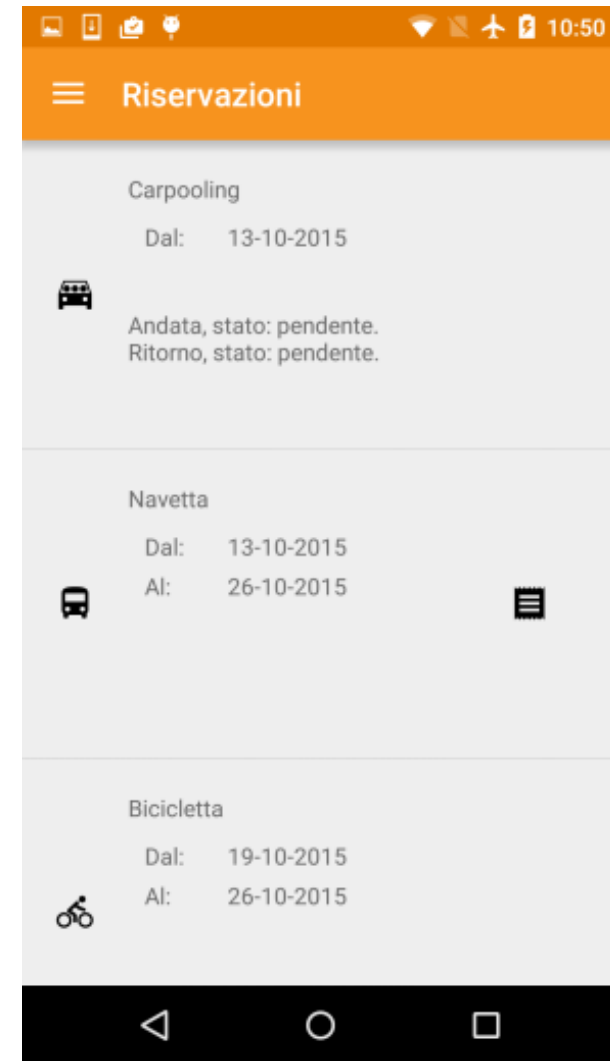 10:50
Riservazioni
Carpooling
Dal: 13-10-2015
Andata, stato: pendente.
Ritorno, stato: pendente.
Navetta
Dal: 13-10-2015
Al: 26-10-2015
Bicicletta
Dal: 19-10-2015
Al: 26-10-2015